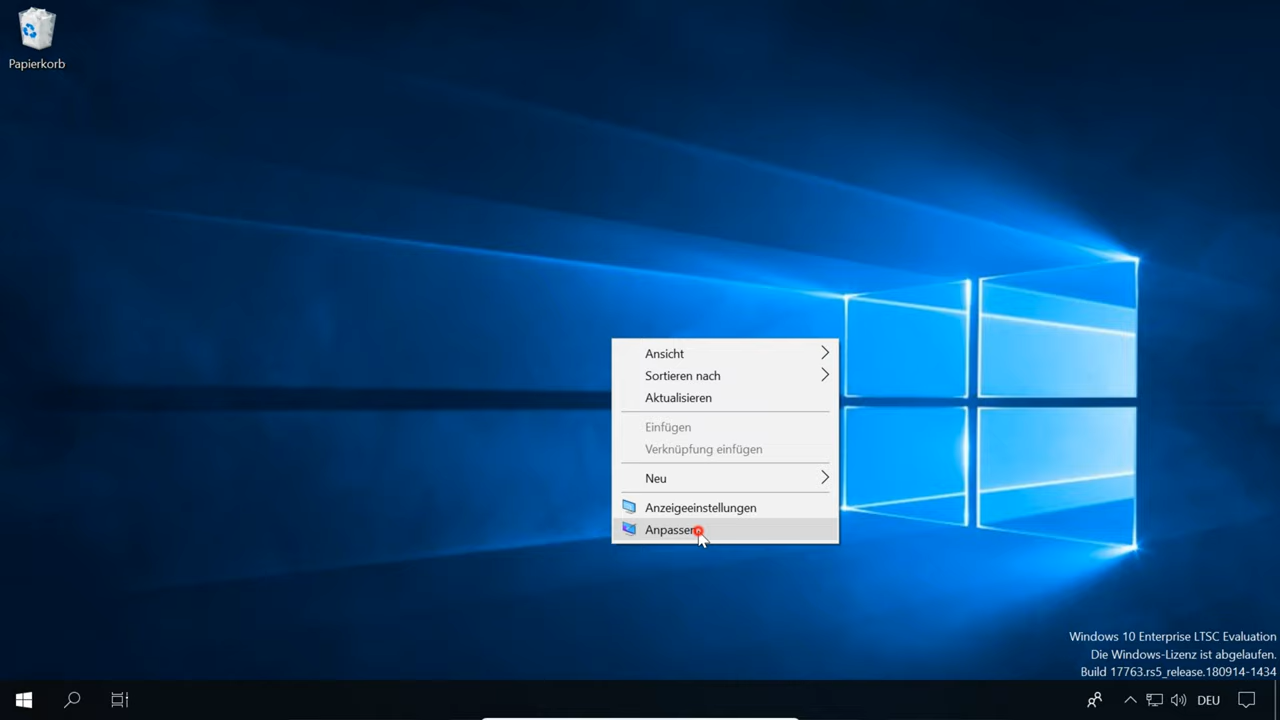 Papierkorb
Ansicht
Sortieren nach
Aktualisieren
Einfügen
Verknüpfung einfügen
Neu
Anzeigeeinstellungen
Anpassen
Windows 10 Enterprise LTSC Evaluation
Die Windows-Lizenz ist abgelaufen.
Build 17763.rs5_release.180914-1434
DEU